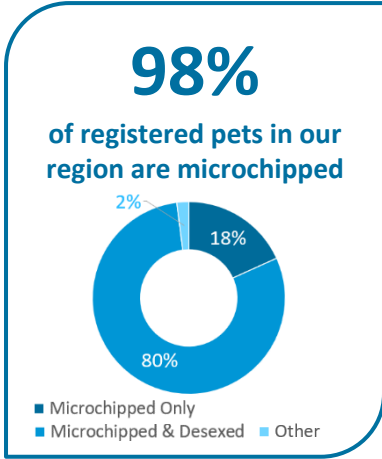 98%
of registered pets in our
region are microchipped
2%
18%
80%
Microchipped Only
Microchipped & Desexed Other